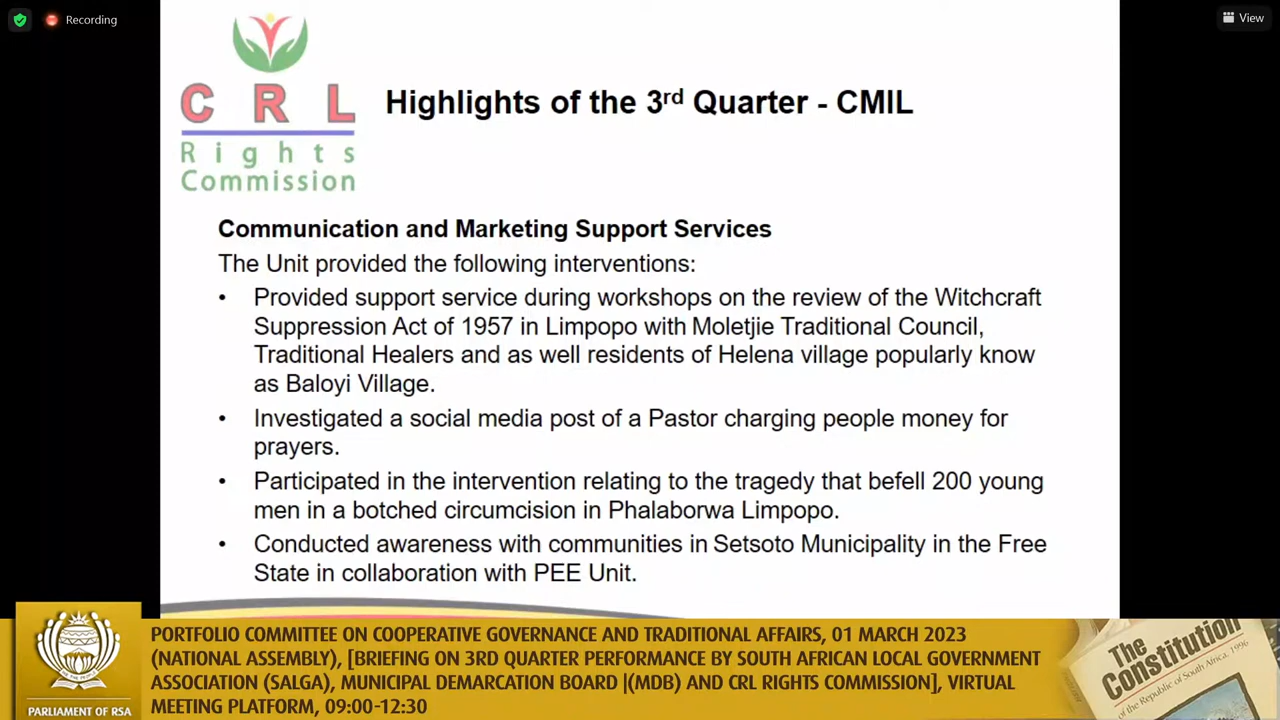 Recording
View
C R L
Rights
Commission
Highlights of the 3rd Quarter - CMIL
Communication and Marketing Support Services
The Unit provided the following interventions:
• Provided support service during workshops on the review of the Witchcraft
Suppression Act of 1957 in Limpopo with Moletjie Traditional Council,
Traditional Healers and as well residents of Helena village popularly know
as Baloyi Village.
• Investigated a social media post of a Pastor charging people money for
prayers.
• Participated in the intervention relating to the tragedy that befell 200 young
men in a botched circumcision in Phalaborwa Limpopo.
• Conducted awareness with communities in Setsoto Municipality in the Free
State in collaboration with PEE Unit.
PARLIAMENT OF RSA
PORTFOLIO COMMITTEE ON COOPERATIVE GOVERNANCE AND TRADITIONAL AFFAIRS, 01 MARCH 2023
(NATIONAL ASSEMBLY), [BRIEFING ON 3RD QUARTER PERFORMANCE BY SOUTH AFRICAN LOCAL GOVERNMENT
ASSOCIATION (SALGA), MUNICIPAL DEMARCATION BOARD |(MDB) AND CRL RIGHTS COMMISSION], VIRTUAL
MEETING PLATFORM, 09:00-12:30
The
Constitution
of the Republic of South Africa, 1996